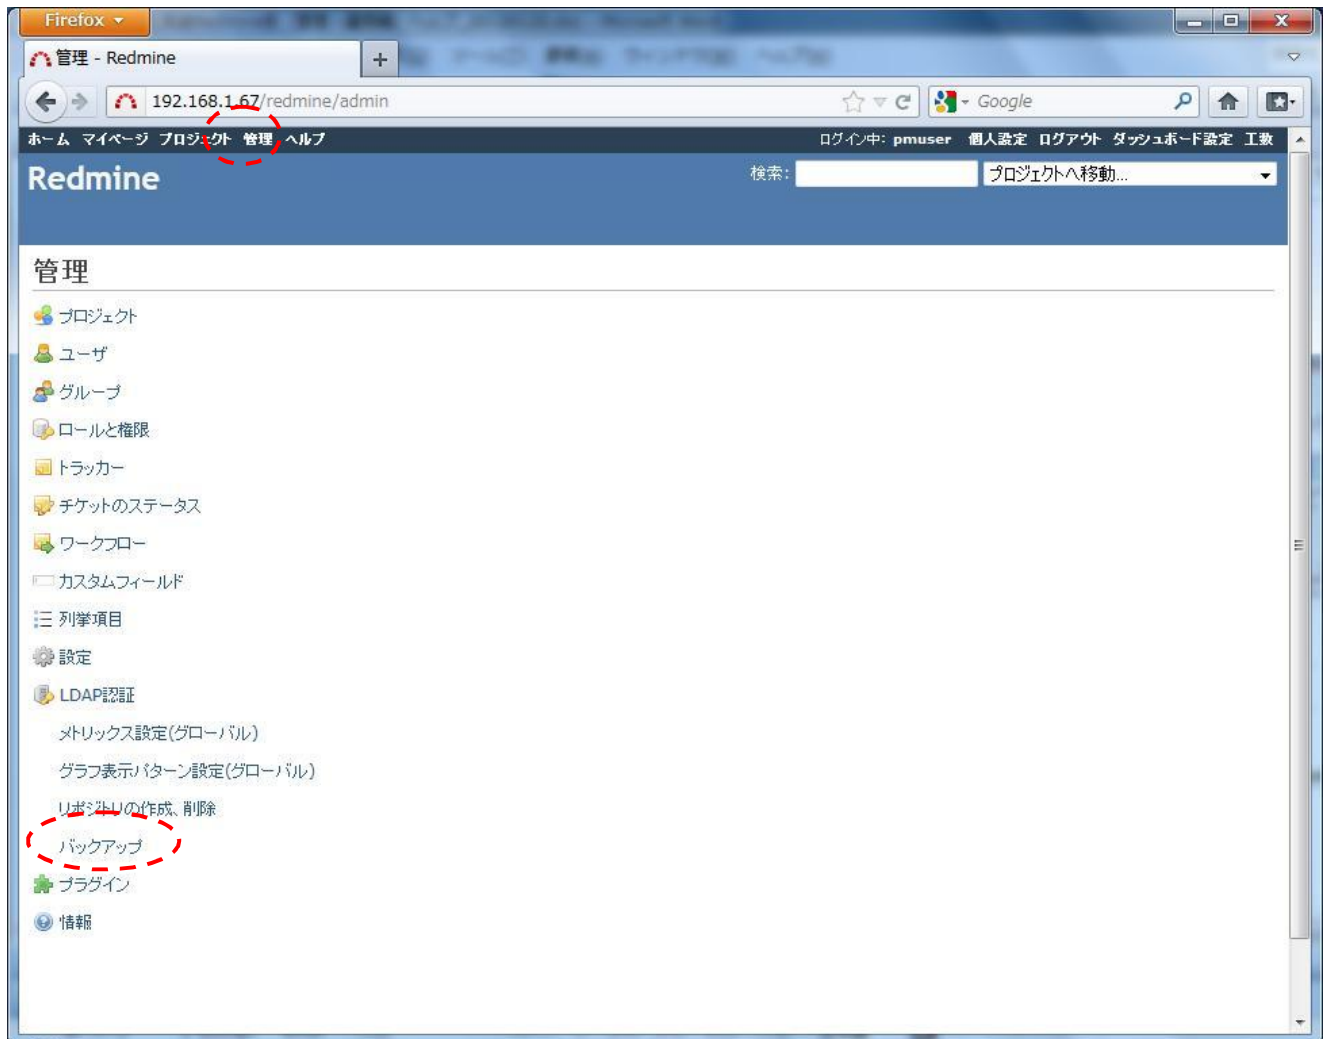 Firefox
管理 - Redmine
192.168.1.67/redmine/admin
Google
ホーム マイページ プロジェクト 管理 ヘルプ
ログイン中: pmuser 個人設定 ログアウト ダッシュボード設定 工数
Redmine
検索:
プロジェクトへ移動...
管理
プロジェクト
ユーザ
グループ
ロールと権限
トラッカー
チケットのステータス
ワークフロー
カスタムフィールド
列挙項目
設定
LDAP認証
メトリックス設定(グローバル)
グラフ表示パターン設定(グローバル)
リポジトリの作成、削除
バックアップ
プラグイン
情報